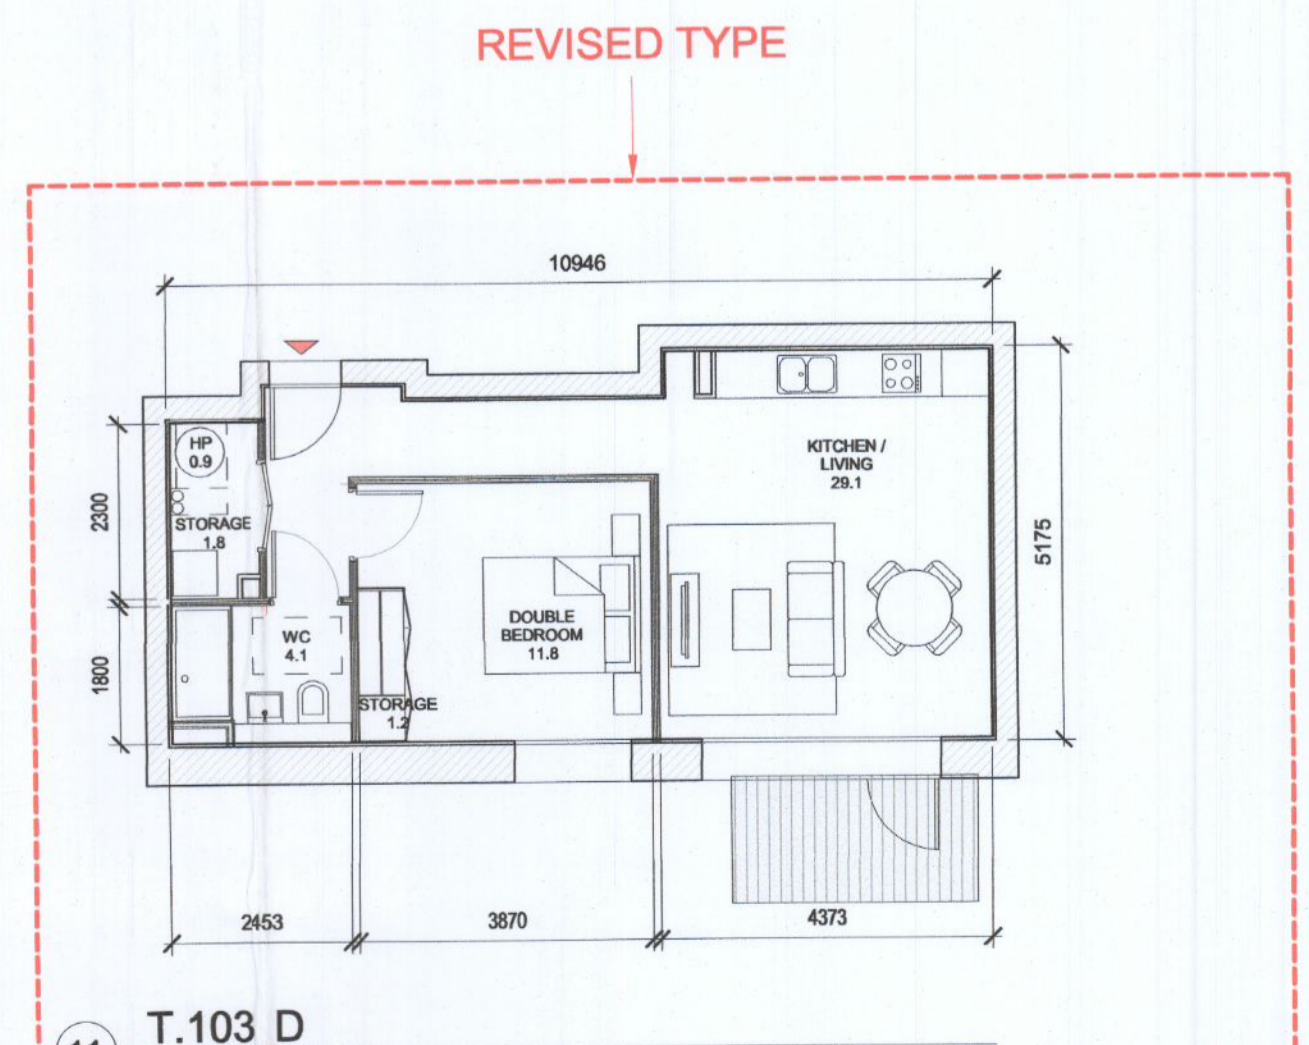 REVISED TYPE
10946
HP
0.9
STORAGE
1.8
2300
KITCHEN /
LIVING
29.1
5175
WC
4.1
1800
DOUBLE
BEDROOM
11.8
STORAGE
1.2
2453
3870
4373
T.103 D